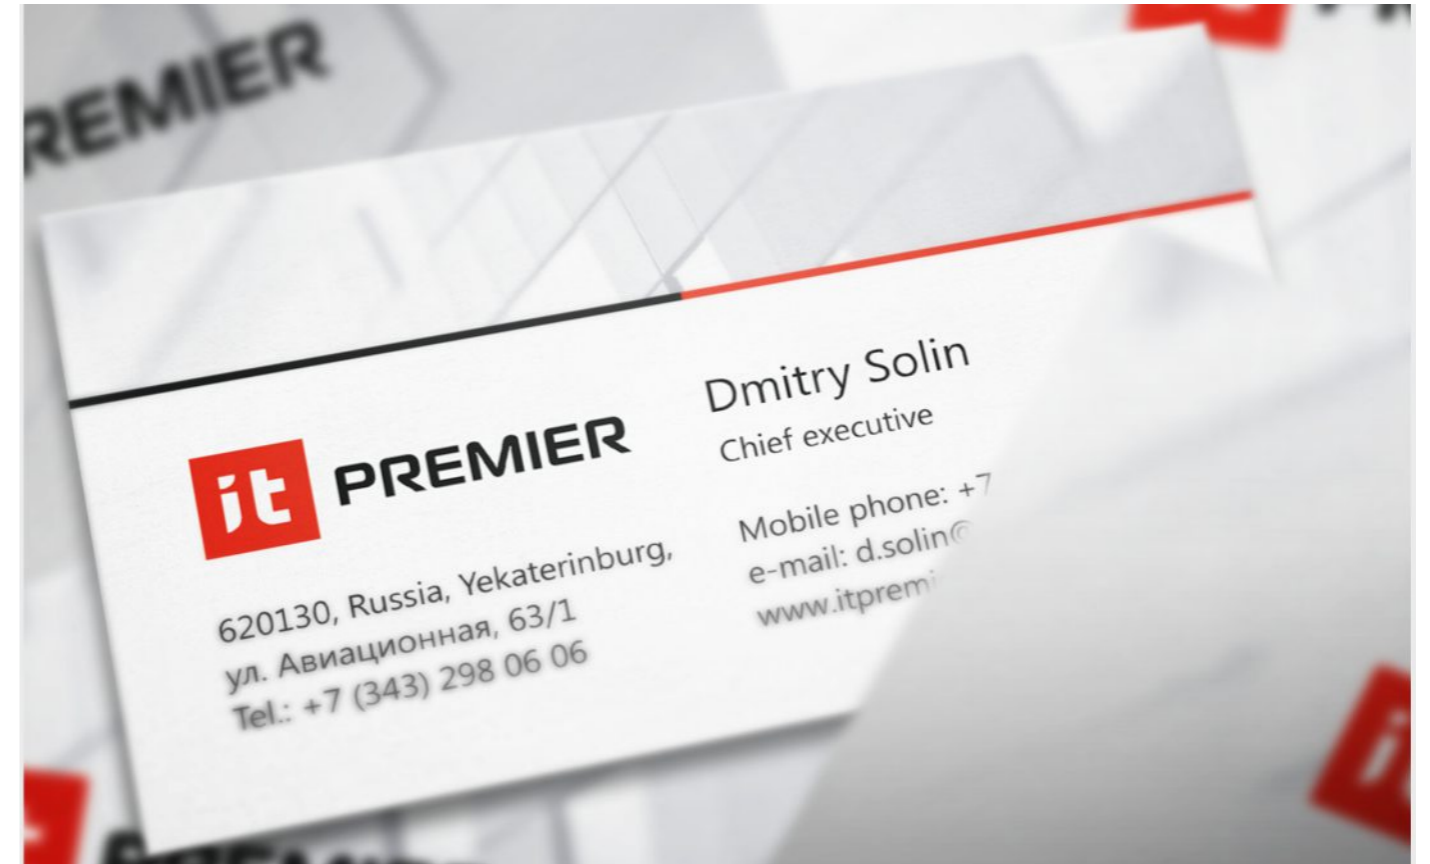 REMIER
it PREMIER
Dmitry Solin
Chief executive
Mobile phone: +7
e-mail: d.solin@
www.itpremi
620130, Russia, Yekaterinburg,
ул. Авиационная, 63/1
Tel.: +7 (343) 298 06 06